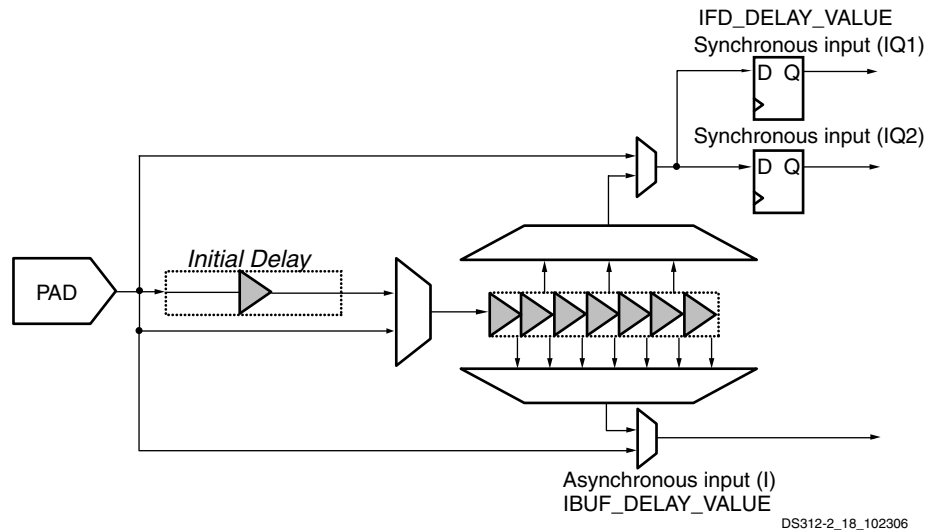 IFD_DELAY_VALUE
Synchronous input (IQ1)
D Q
Synchronous input (IQ2)
D Q
Initial Delay
PAD
Asynchronous input (I)
IBUF_DELAY_VALUE
DS312-2_18_102306